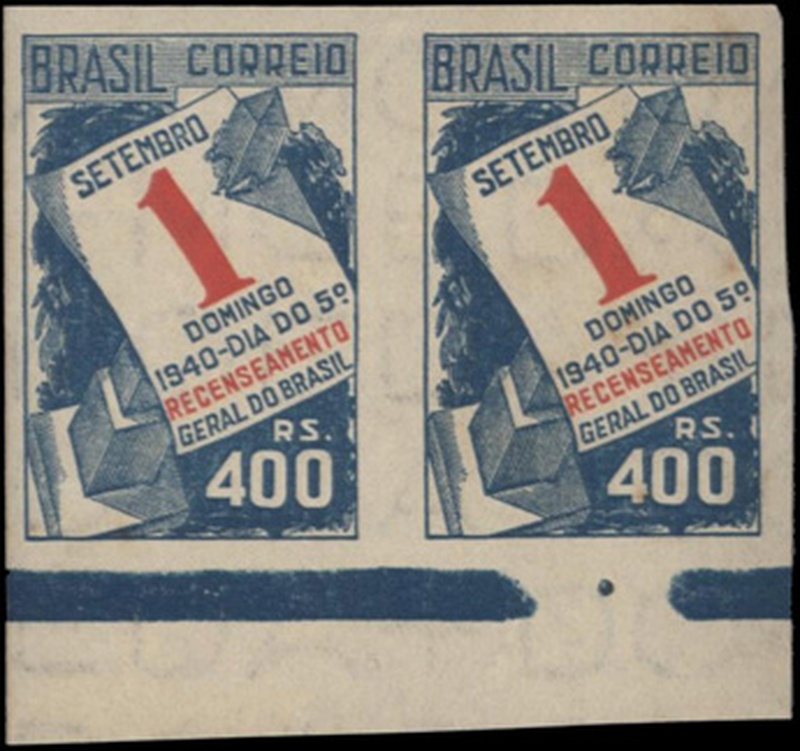 BRASIL CORREIO
SETEMBRO
1
DOMINGO
1940-DIA DO 5º
RECENSEAMENTO
GERAL DO BRASIL
RS.
400
BRASIL CORREIO
SETEMBRO
1
DOMINGO
1940-DIA DO 5º
RECENSEAMENTO
GERAL DO BRASIL
RS.
400